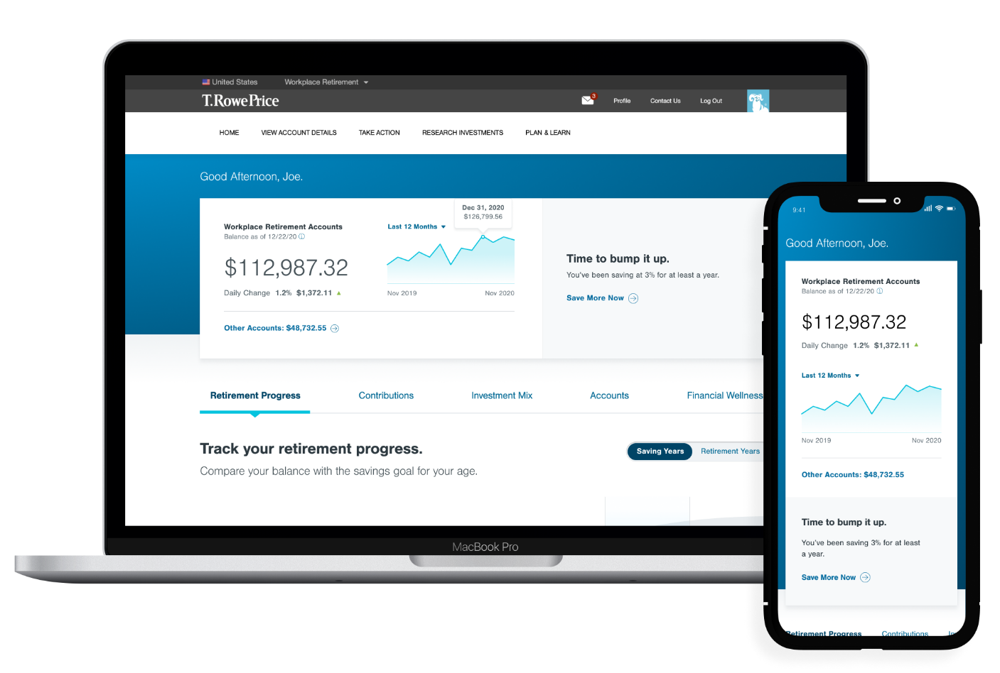 United States
Workplace Retirement
T.RowePrice
3
Profile
Contact Us
Log Out
HOME
VIEW ACCOUNT DETAILS
TAKE ACTION
RESEARCH INVESTMENTS
PLAN & LEARN
Good Afternoon, Joe.
Workplace Retirement Accounts
Balance as of 12/22/20
$112,987.32
Daily Change 1.2% $1,372.11
Other Accounts: $48,732.55
Last 12 Months
Dec 31, 2020
$126,799.56
Nov 2019
Nov 2020
Time to bump it up.
You've been saving at 3% for at least a year.
Save More Now
Retirement Progress
Contributions
Investment Mix
Accounts
Financial Wellness
Track your retirement progress.
Compare your balance with the savings goal for your age.
Saving Years
Retirement Years
MacBook Pro
9:41
Good Afternoon, Joe.
Workplace Retirement Accounts
Balance as of 12/22/20
$112,987.32
Daily Change 1.2% $1,372.11
Last 12 Months
Nov 2019
Nov 2020
Other Accounts: $48,732.55
Time to bump it up.
You've been saving 3% for at least
a year.
Save More Now
Retirement Progress
Contributions